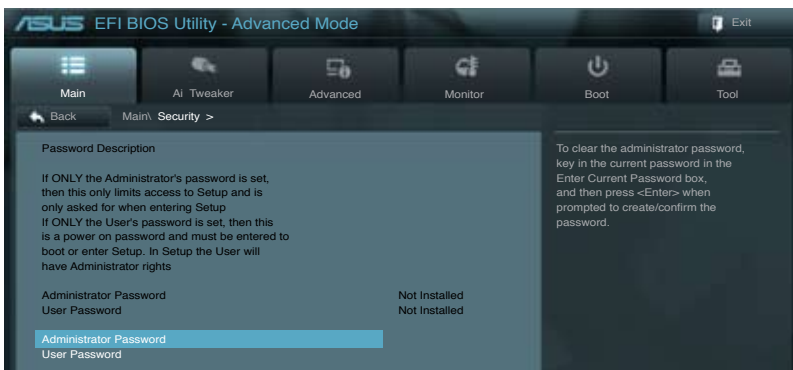 ASUS EFI BIOS Utility - Advanced Mode
Exit
Main
Ai Tweaker
Advanced
Monitor
Boot
Tool
Back
Main\ Security >
Password Description
If ONLY the Administrator's password is set,
then this only limits access to Setup and is
only asked for when entering Setup
If ONLY the User's password is set, then this
is a power on password and must be entered to
boot or enter Setup. In Setup the User will
have Administrator rights
Administrator Password Not Installed
User Password Not Installed
Administrator Password
User Password
To clear the administrator password,
key in the current password in the
Enter Current Password box,
and then press <Enter> when
prompted to create/confirm the
password.